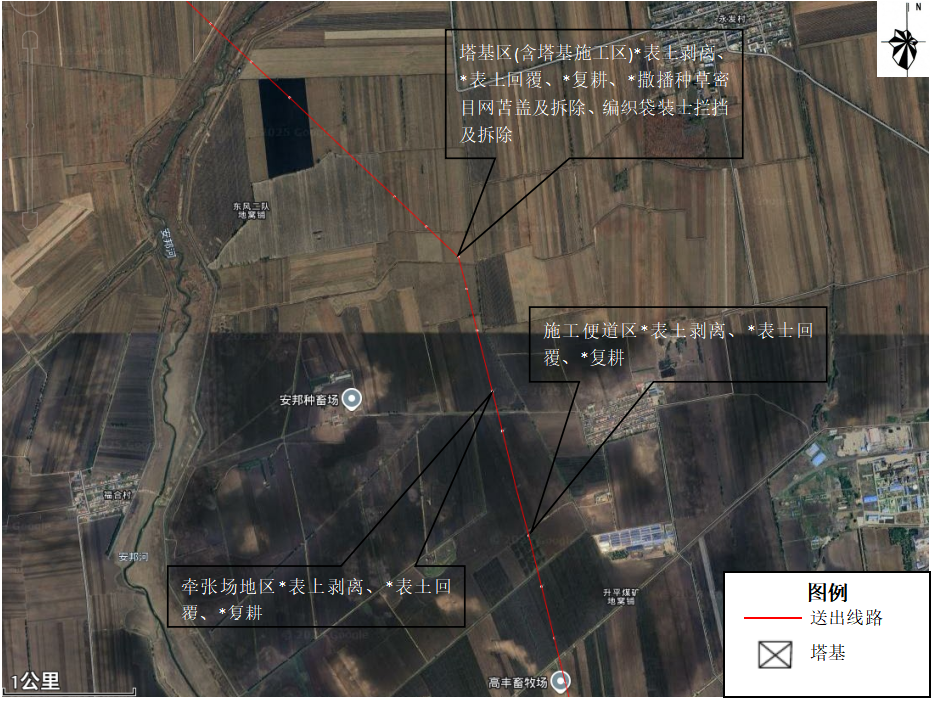 永发村
N
塔基区(含塔基施工区)*表土剥离、
*表土回覆、*复耕、*撒播种草密
目网苫盖及拆除、编织袋装土拦挡
及拆除
东风二队
地窝铺
安邦河
施工便道区*表土剥离、*表土回
覆、*复耕
安邦种畜场
福合村
安邦河
牵张场地区*表土剥离、*表土回
覆、*复耕
升平煤矿
地窝铺
高丰畜牧场
图例
送出线路
塔基
1公里